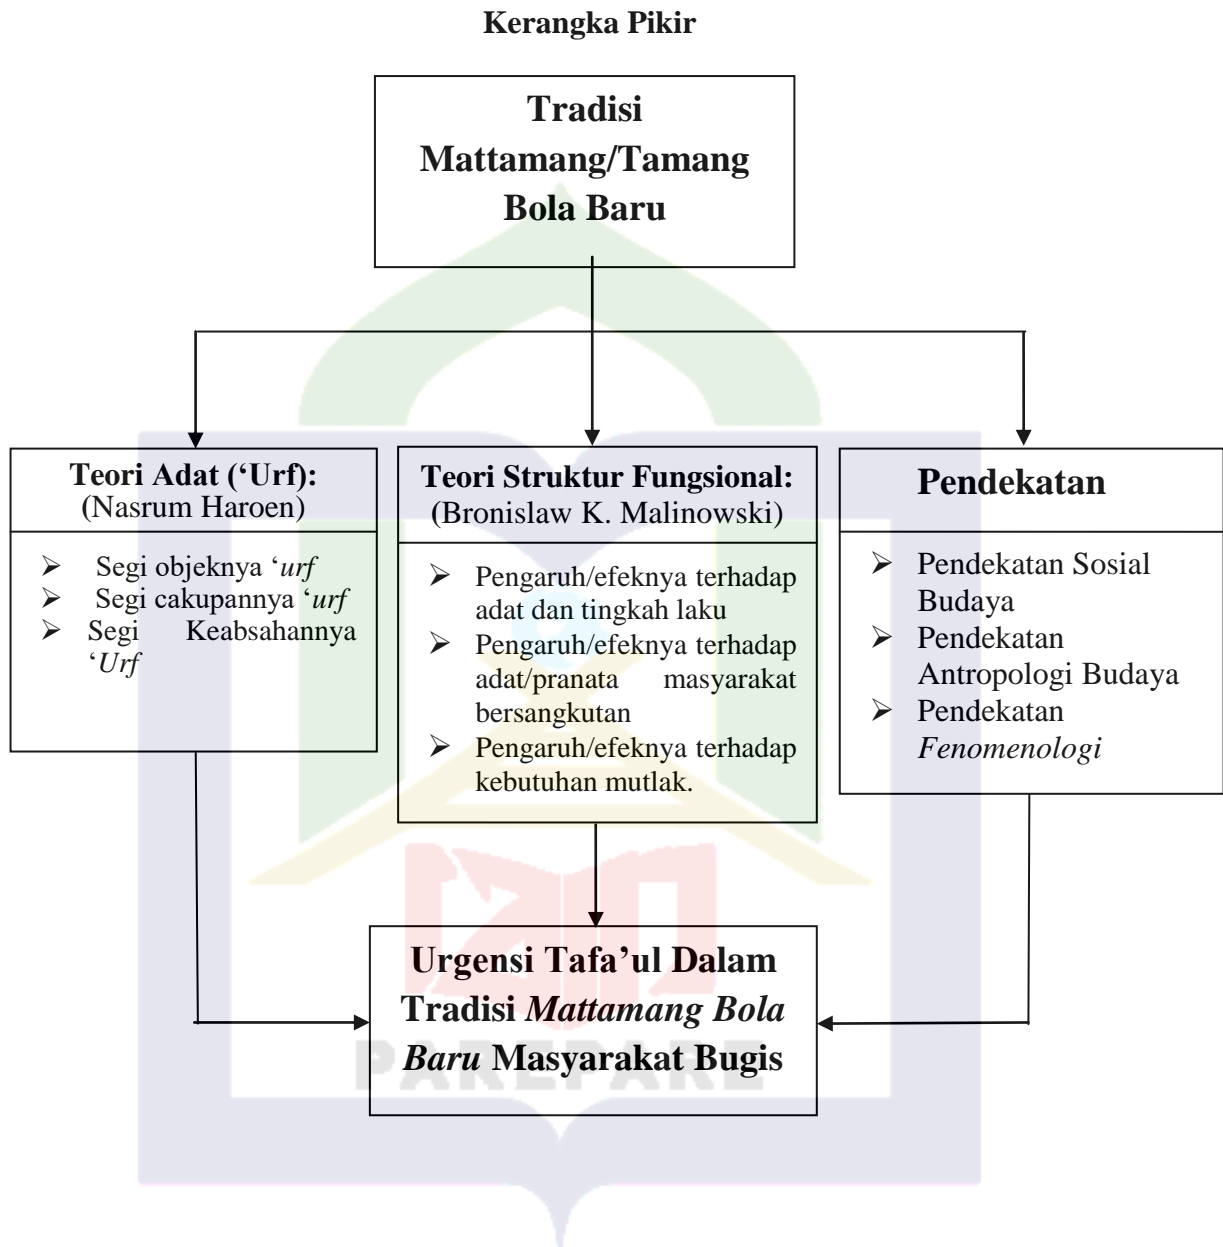 Kerangka Pikir
Tradisi
Mattamang/Tamang
Bola Baru
Teori Adat (‘Urf):
(Nasrum Haroen)
➢ Segi objeknya ‘urf
➢ Segi cakupannya ‘urf
➢ Segi Keabsahannya
‘Urf
Teori Struktur Fungsional:
(Bronislaw K. Malinowski)
➢ Pengaruh/efeknya terhadap
adat dan tingkah laku
➢ Pengaruh/efeknya terhadap
adat/pranata masyarakat
bersangkutan
➢ Pengaruh/efeknya terhadap
kebutuhan mutlak.
Pendekatan
➢ Pendekatan Sosial
Budaya
➢ Pendekatan
Antropologi Budaya
➢ Pendekatan
Fenomenologi
Urgensi Tafa’ul Dalam
Tradisi Mattamang Bola
Baru Masyarakat Bugis
iain
PAREPARE